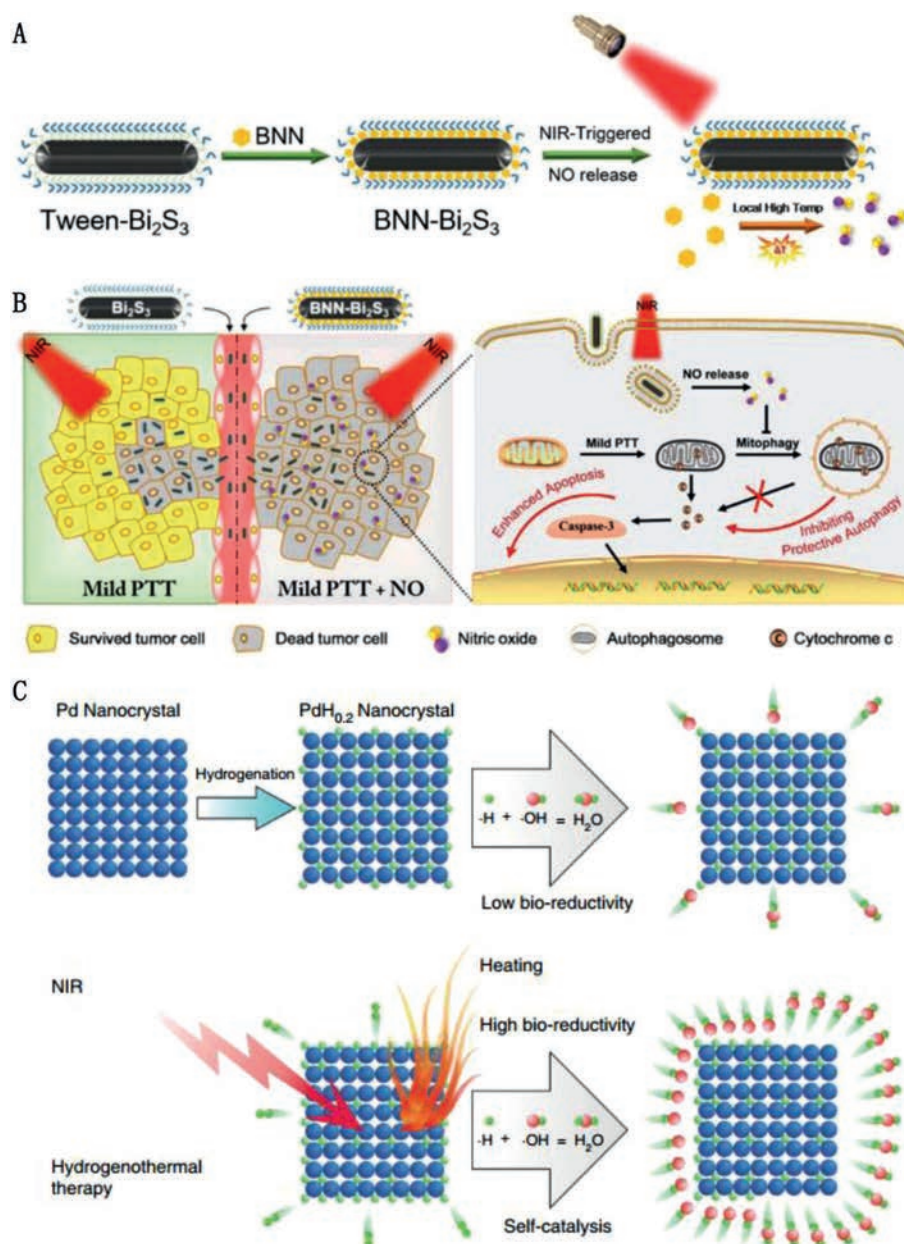 A
BNN
NIR-Triggered
NO release
Tween-Bi₂S₃
BNN-Bi₂S₃
Local High Temp
ΔT
B
Bi₂S₃
BNN-Bi₂S₃
NIR
NIR
NIR
NO release
Mild PTT
Mitophagy
Enhanced Apoptosis
Caspase-3
C
C
Inhibiting
Protective Autophagy
Mild PTT
Mild PTT + NO
Survived tumor cell
Dead tumor cell
Nitric oxide
Autophagosome
C
Cytochrome c
C
Pd Nanocrystal
PdH₀.₂ Nanocrystal
Hydrogenation
·H + ·OH = H₂O
Low bio-reductivity
NIR
Heating
High bio-reductivity
·H + ·OH = H₂O
Hydrogenothermal
therapy
Self-catalysis